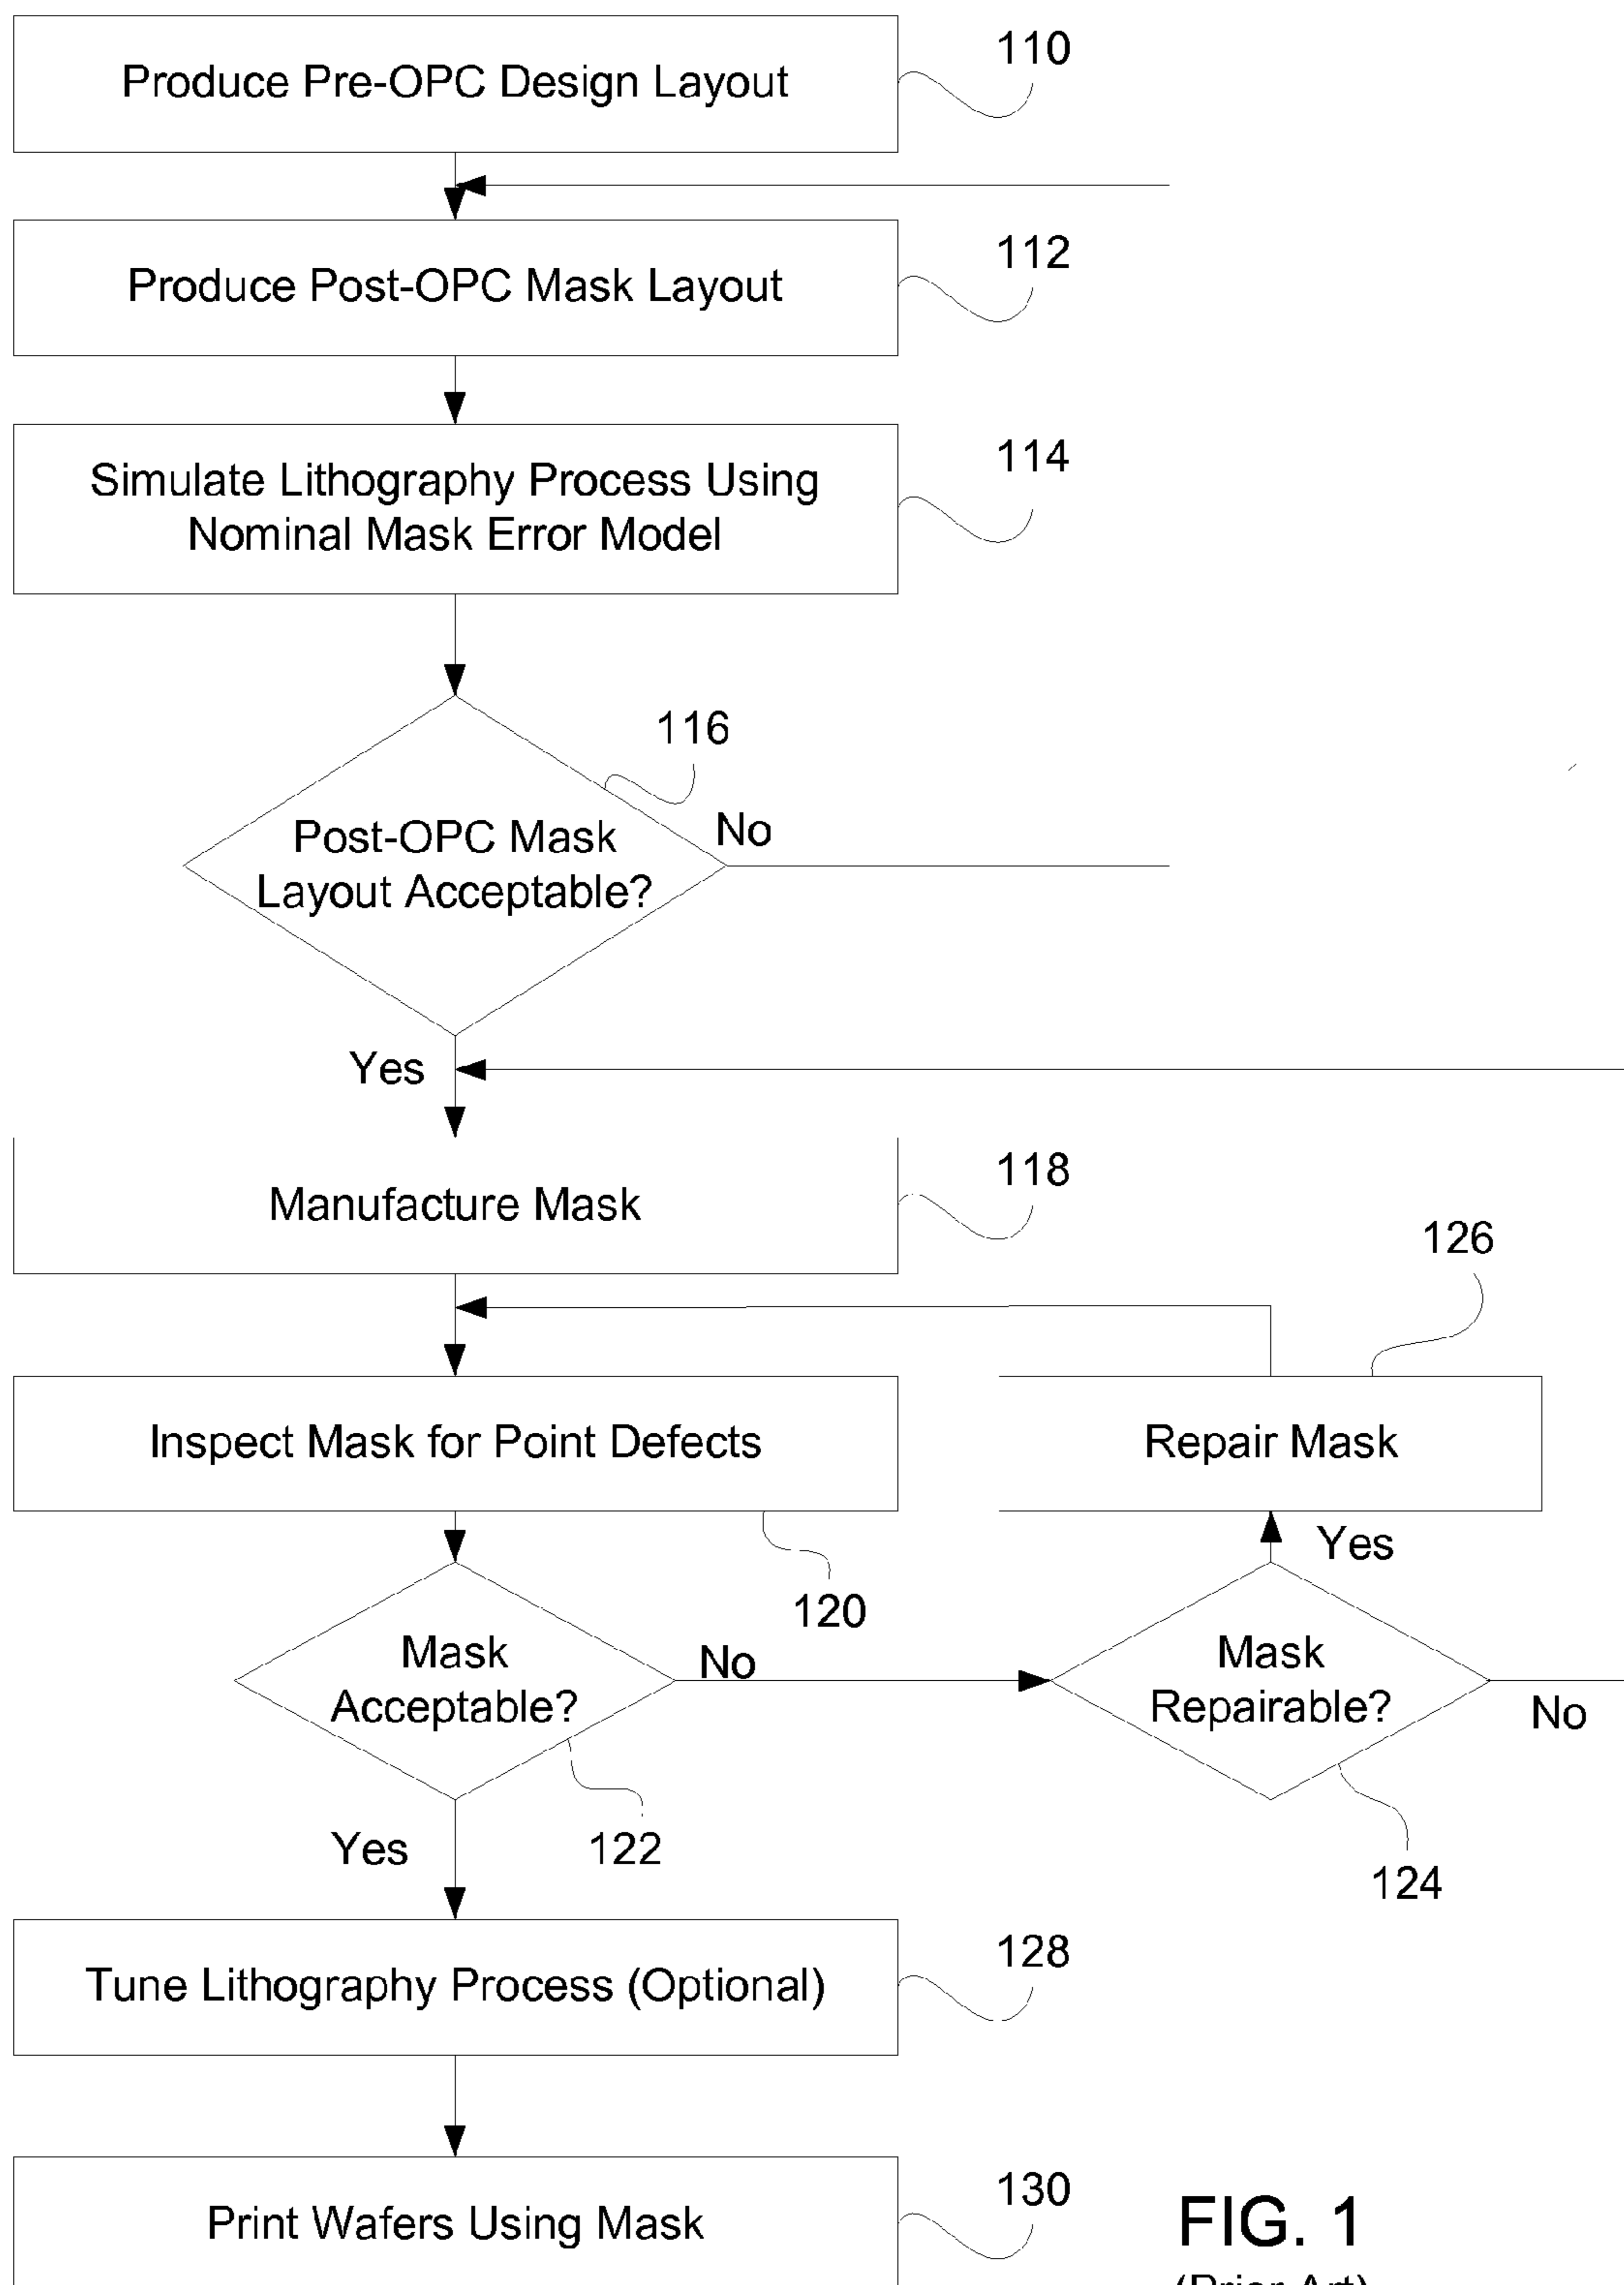 Produce Pre-OPC Design Layout
110
Produce Post-OPC Mask Layout
112
Simulate Lithography Process Using
Nominal Mask Error Model
114
116
Post-OPC Mask
Layout Acceptable?
No
Yes
Manufacture Mask
118
126
Inspect Mask for Point Defects
Repair Mask
120
Yes
Mask
Acceptable?
No
Mask
Repairable?
No
Yes
122
124
Tune Lithography Process (Optional)
128
Print Wafers Using Mask
130
FIG. 1
(Prior Art)